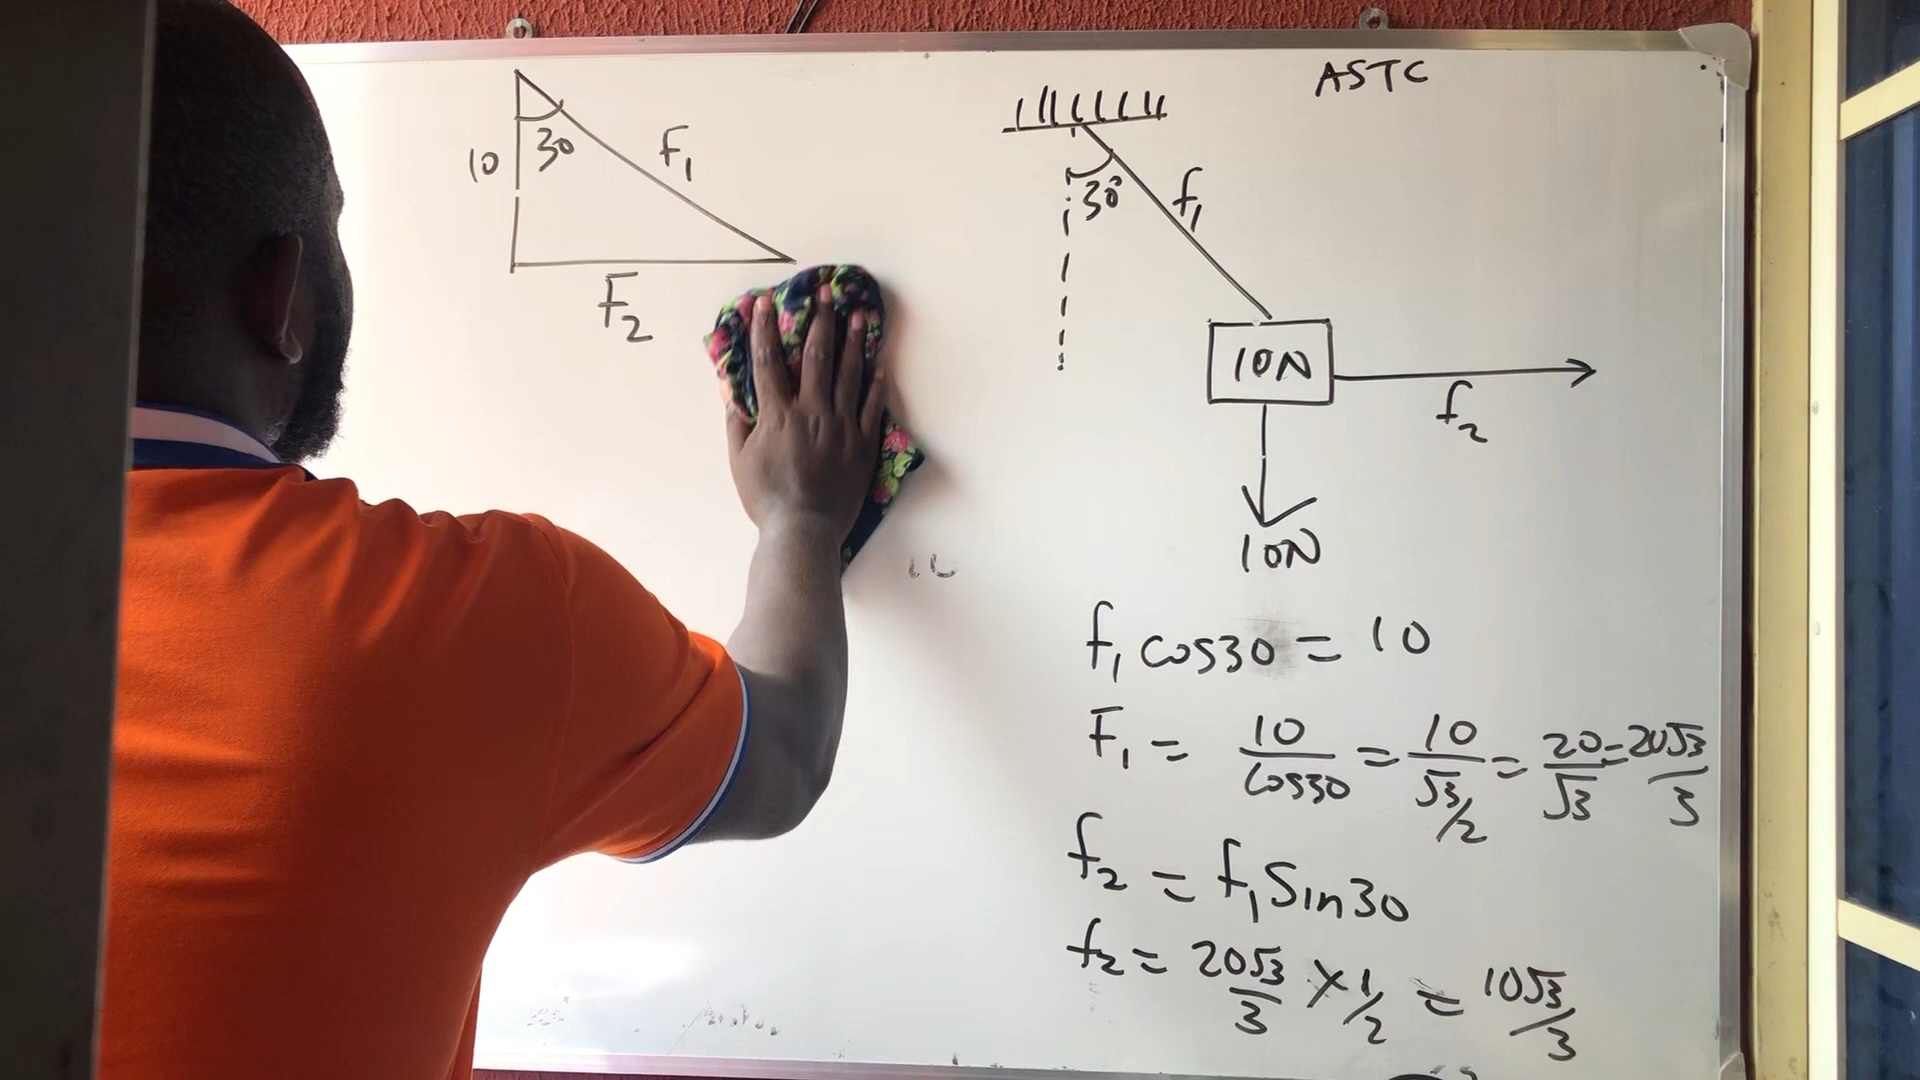 10 30 F₁
F₂
ASTC
30° f₁
10N
f₂
10N
f₁ cos30 = 10
F₁ = 10/cos30 = 10/√3/2 = 20/√3 = 20√3/3
f₂ = f₁ Sin30
f₂ = 20√3/3 × 1/2 = 10√3/3